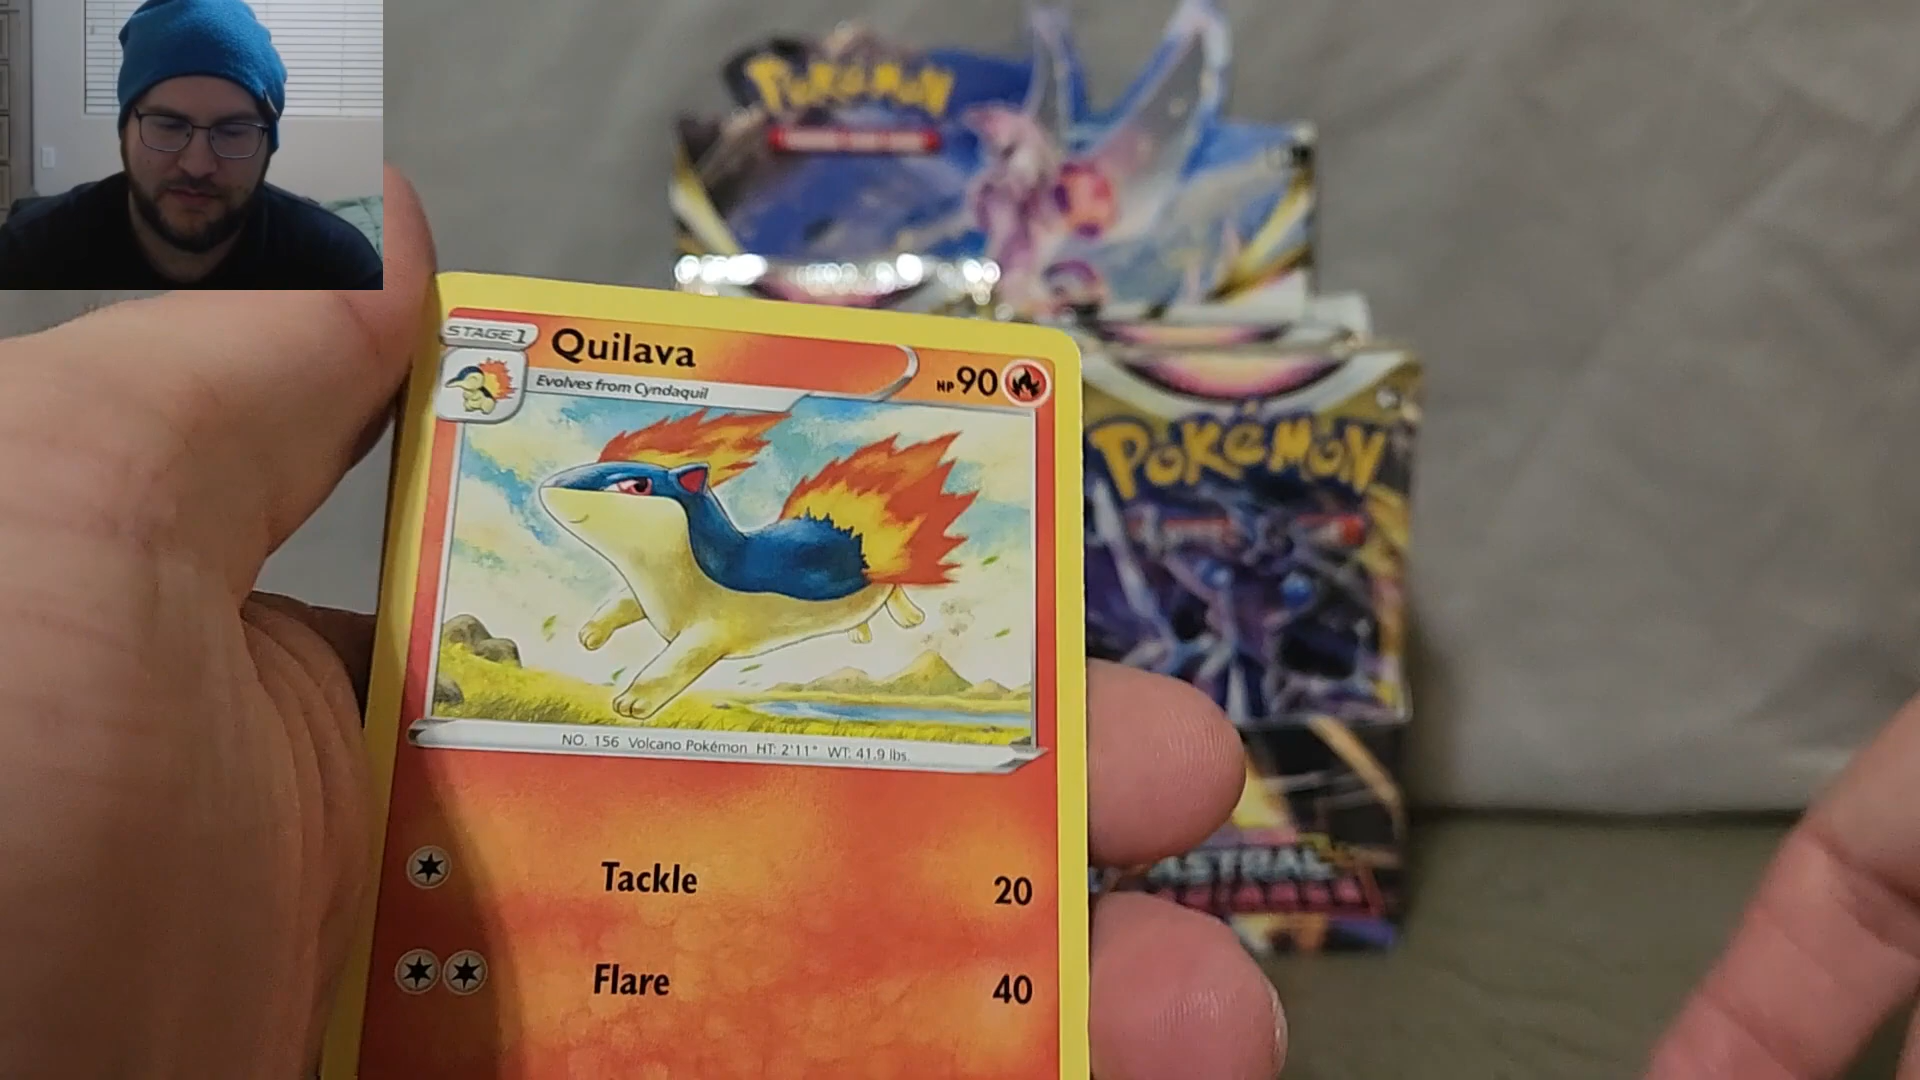 POKÉMON
STAGE 1
Quilava
Evolves from Cyndaquil
HP 90
NO. 156 Volcano Pokémon HT: 2'11" WT: 41.9 lbs.
Tackle 20
Flare 40
POKÉMON
ASTRAL